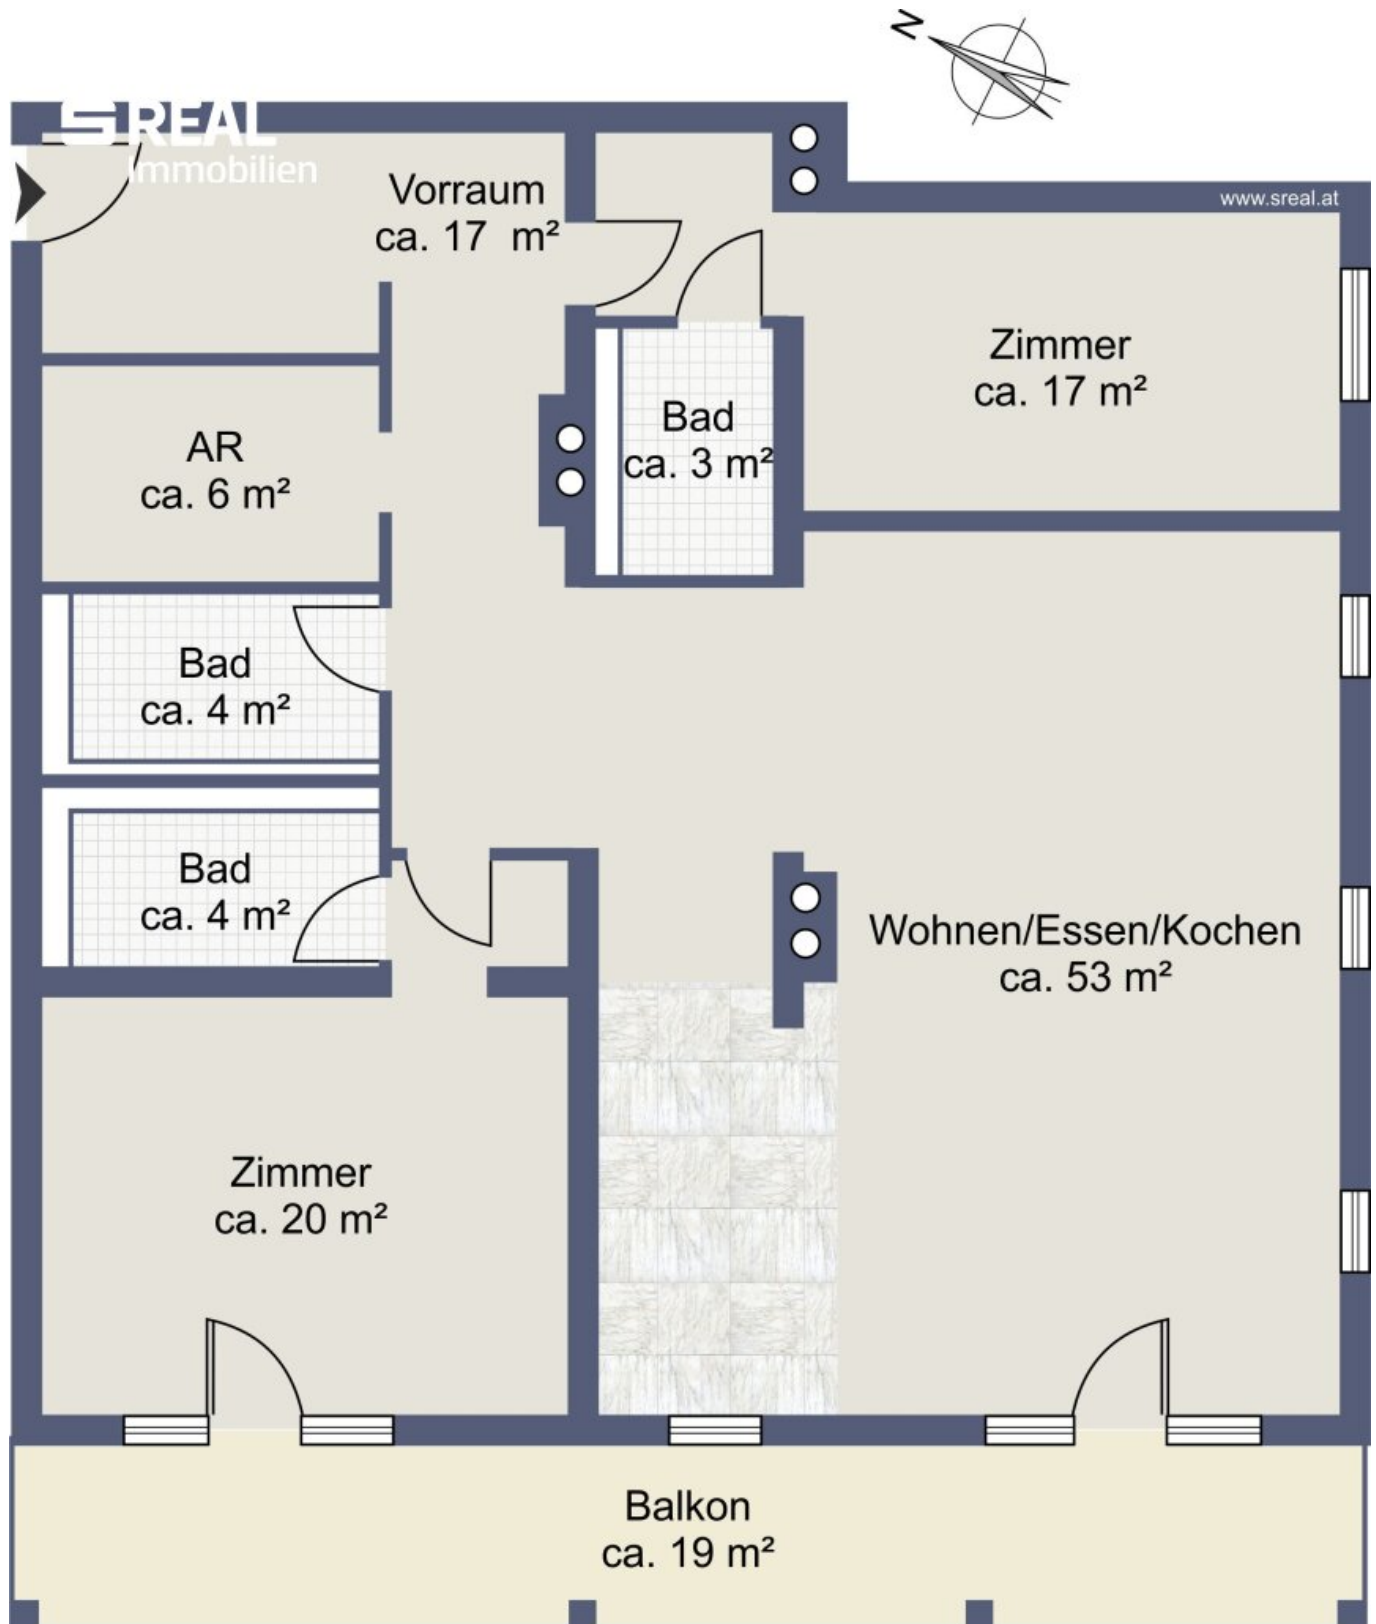 N
S REAL
Immobilien
www.sreal.at
Vorraum
ca. 17 m²
Zimmer
ca. 17 m²
Bad
ca. 3 m²
AR
ca. 6 m²
Bad
ca. 4 m²
Bad
ca. 4 m²
Wohnen/Essen/Kochen
ca. 53 m²
Zimmer
ca. 20 m²
Balkon
ca. 19 m²